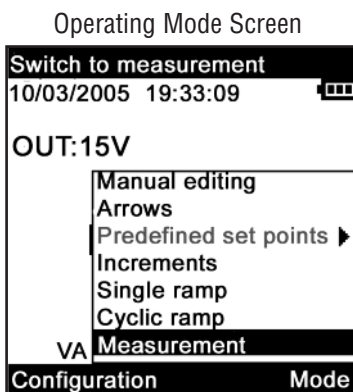 Operating Mode Screen
Switch to measurement
10/03/2005 19:33:09
OUT:15V
Manual editing
Arrows
Predefined set points
Increments
Single ramp
Cyclic ramp
VA Measurement
Configuration Mode